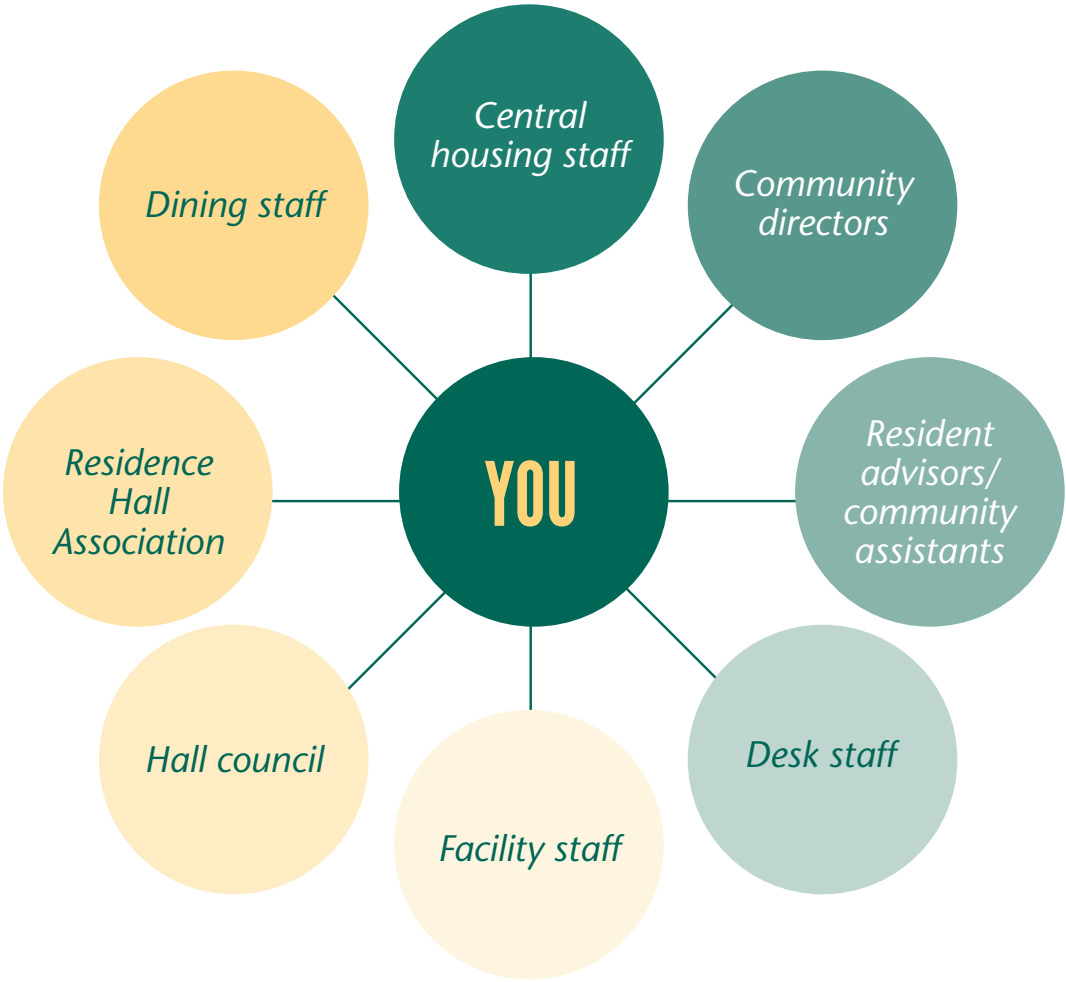 Central
housing staff
Community
directors
Resident
advisors/
community
assistants
Desk staff
Facility staff
Hall council
Residence
Hall
Association
Dining staff
YOU